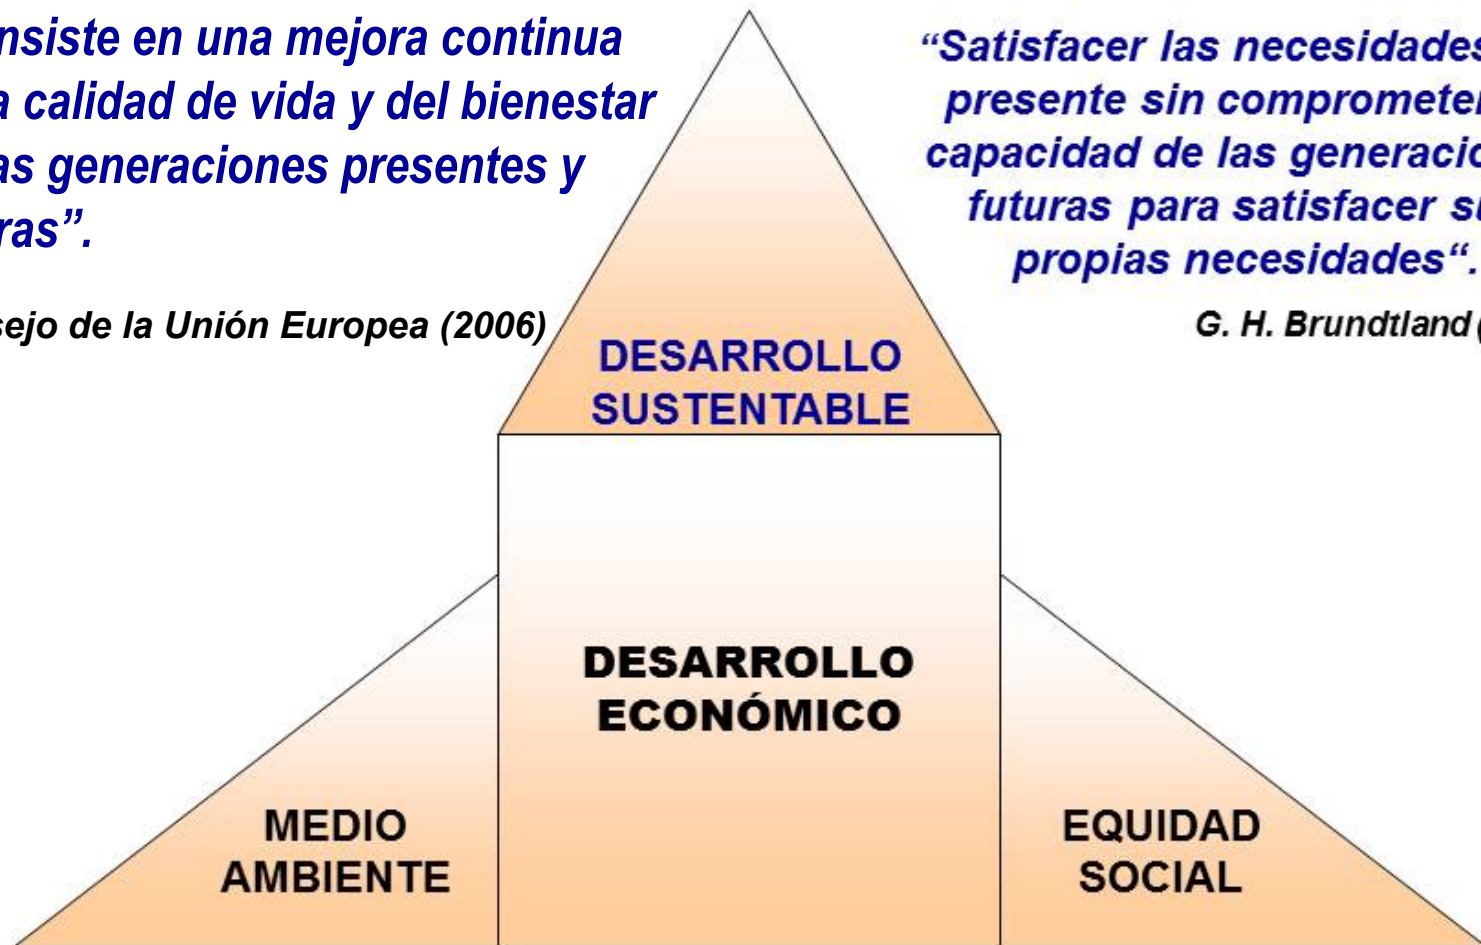 nsiste en una mejora continua
a calidad de vida y del bienestar
as generaciones presentes y
ras”.
sejo de la Unión Europea (2006)
“Satisfacer las necesidades
presente sin comprometer
capacidad de las generacio
futuras para satisfacer su
propias necesidades“.
G. H. Brundtland (
DESARROLLO
SUSTENTABLE
DESARROLLO
ECONÓMICO
MEDIO
AMBIENTE
EQUIDAD
SOCIAL